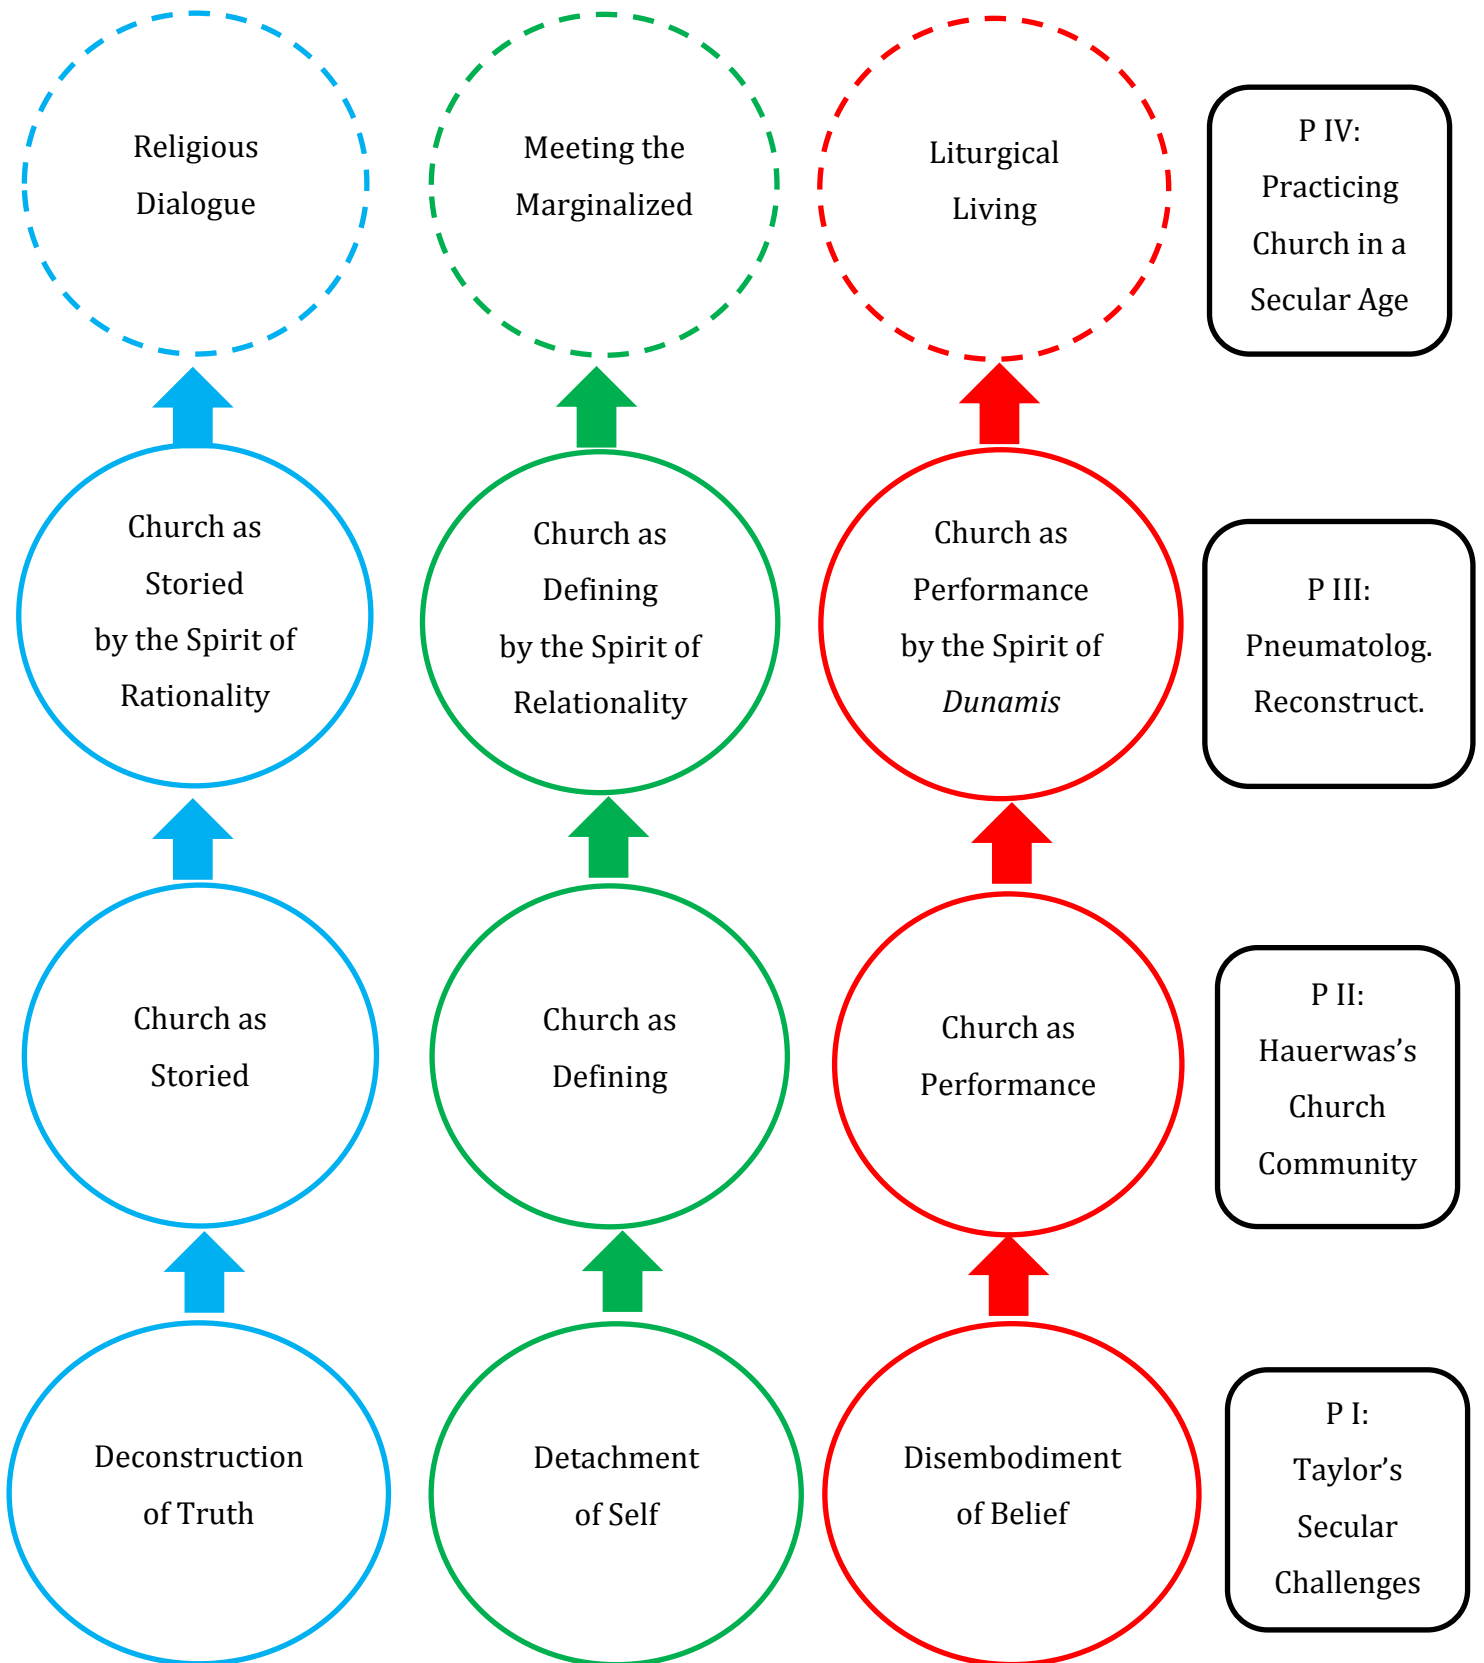 Religious
Dialogue
Meeting the
Marginalized
Liturgical
Living
P IV:
Practicing
Church in a
Secular Age
Church as
Storied
by the Spirit of
Rationality
Church as
Defining
by the Spirit of
Relationality
Church as
Performance
by the Spirit of
Dunamis
P III:
Pneumatolog.
Reconstruct.
Church as
Storied
Church as
Defining
Church as
Performance
P II:
Hauerwas’s
Church
Community
Deconstruction
of Truth
Detachment
of Self
Disembodiment
of Belief
P I:
Taylor’s
Secular
Challenges